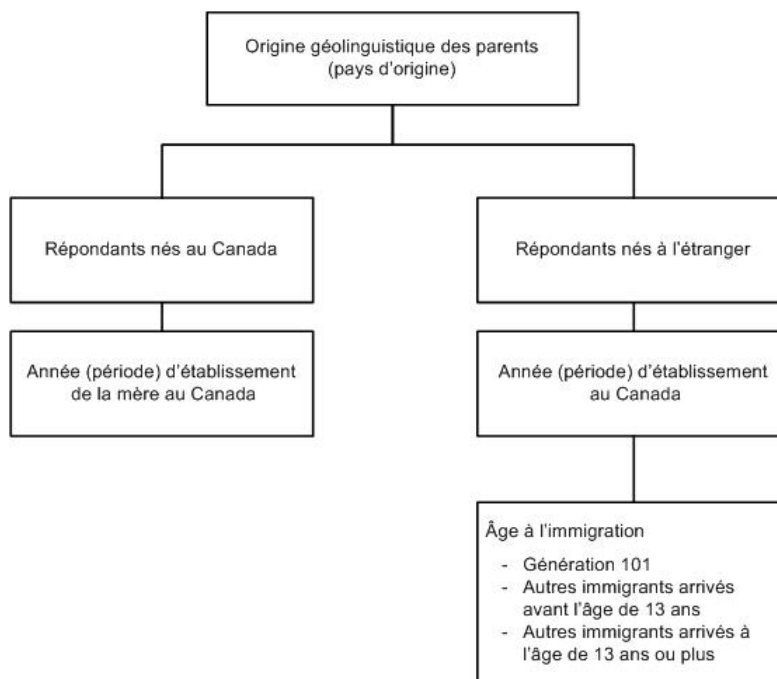 Origine géolinguistique des parents
(pays d'origine)
Répondants nés au Canada
Répondants nés à l'étranger
Année (période) d'établissement
de la mère au Canada
Année (période) d'établissement
au Canada
Âge à l'immigration
- Génération 101
- Autres immigrants arrivés
avant l'âge de 13 ans
- Autres immigrants arrivés à
l'âge de 13 ans ou plus